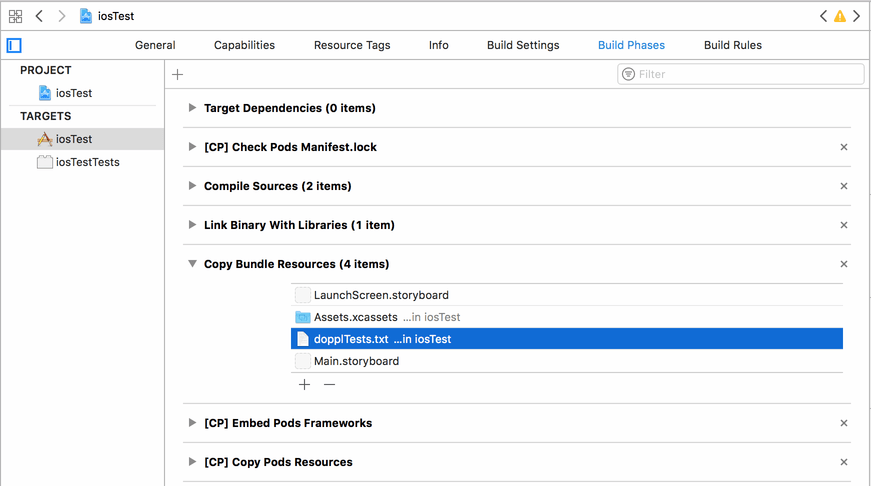 iosTest
General Capabilities Resource Tags Info Build Settings Build Phases Build Rules
PROJECT
iosTest
TARGETS
iosTest
iosTestTests
Filter
Target Dependencies (0 items)
[CP] Check Pods Manifest.lock
Compile Sources (2 items)
Link Binary With Libraries (1 item)
Copy Bundle Resources (4 items)
LaunchScreen.storyboard
Assets.xcassets ...in iosTest
dopplTests.txt ...in iosTest
Main.storyboard
[CP] Embed Pods Frameworks
[CP] Copy Pods Resources